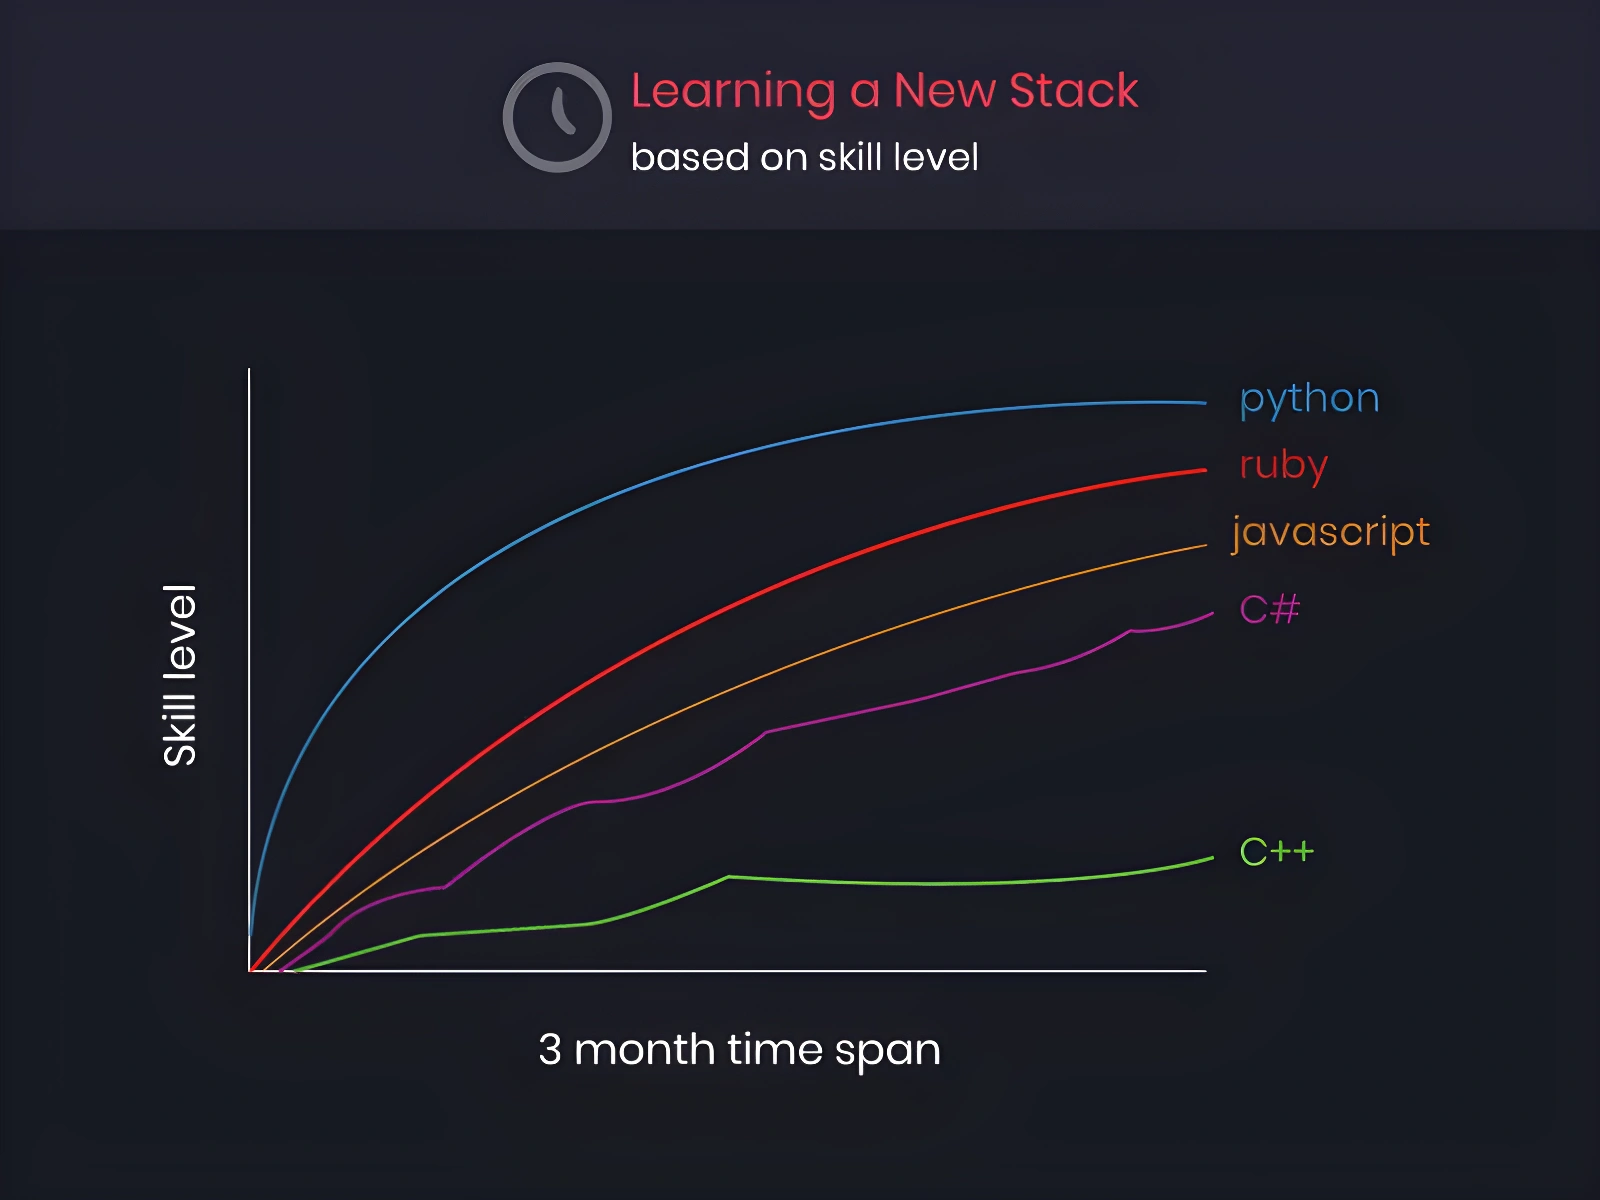 Learning a New Stack
based on skill level
python
ruby
javascript
C#
Skill level
C++
3 month time span